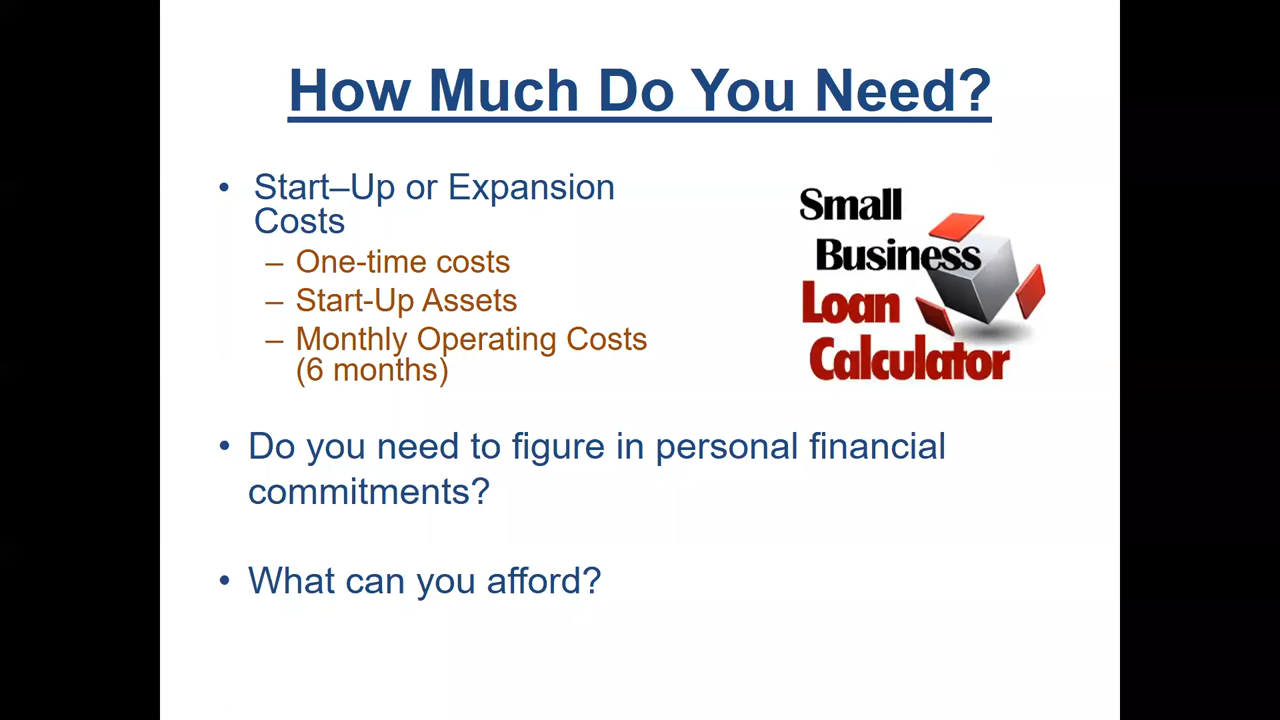 How Much Do You Need?
• Start–Up or Expansion
Costs
– One-time costs
– Start-Up Assets
– Monthly Operating Costs
(6 months)
Small
Business
Loan
Calculator
• Do you need to figure in personal financial
commitments?
• What can you afford?